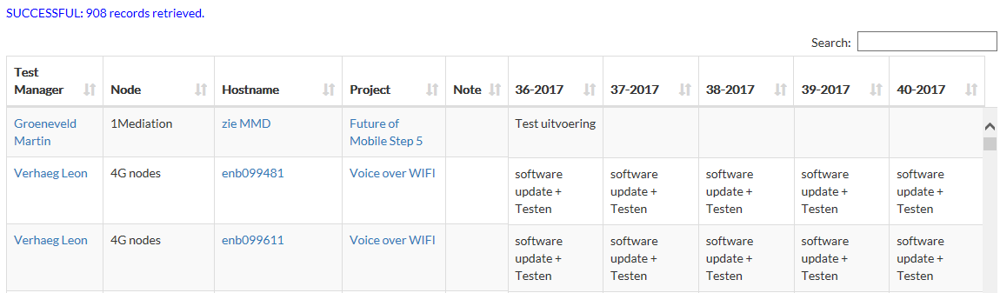 SUCCESSFUL: 908 records retrieved.
Search:
Test Manager Node Hostname Project Note 36-2017 37-2017 38-2017 39-2017 40-2017
Groeneveld Martin 1Mediation zie MMD Future of Mobile Step 5 Test uitvoering
Verhaeg Leon 4G nodes enb099481 Voice over WIFI software update + Testen software update + Testen software update + Testen software update + Testen software update + Testen
Verhaeg Leon 4G nodes enb099611 Voice over WIFI software update + Testen software update + Testen software update + Testen software update + Testen software update + Testen